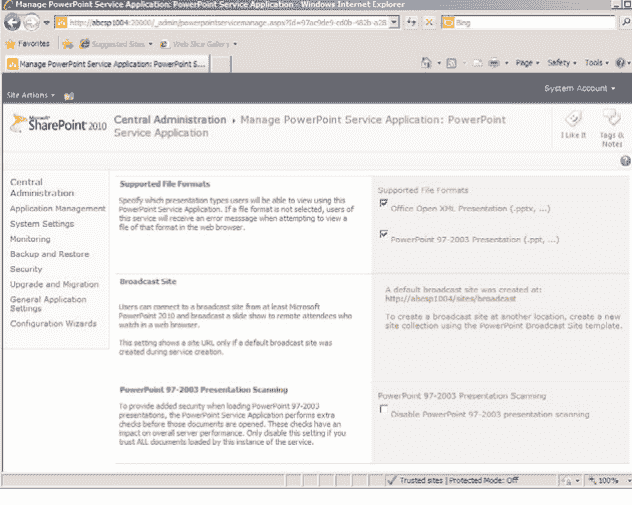 Manage PowerPoint Service Application: PowerPoint Service Application - Windows Internet Explorer
Bing
Favorites
Suggested Sites
Web Slice Gallery
Manage PowerPoint Service Application: PowerPoint S...
Page
Safety
Tools
System Account
Site Actions
Microsoft
SharePoint 2010
Central Administration
Manage PowerPoint Service Application: PowerPoint
Service Application
I Like It
Tags &
Notes
Central
Administration
Application Management
System Settings
Monitoring
Backup and Restore
Security
Upgrade and Migration
General Application
Settings
Configuration Wizards
Supported File Formats
Specify which presentation types users will be able to view using this
PowerPoint Service Application. If a file format is not selected, users of
this service will receive an error message when attempting to view a
file of that format in the web browser.
Supported File Formats
Office Open XML Presentation (.pptx, ...)
PowerPoint 97-2003 Presentation (.ppt, ...)
Broadcast Site
Users can connect to a broadcast site from at least Microsoft
PowerPoint 2010 and broadcast a slide show to remote attendees who
watch in a web browser.
This setting shows a site URL only if a default broadcast site was
created during service creation.
A default broadcast site was created at:
http://abcsp1004/sites/broadcast
To create a broadcast site at another location, create a new
site collection using the PowerPoint Broadcast Site template.
PowerPoint 97-2003 Presentation Scanning
To provide added security when loading PowerPoint 97-2003
presentations, the PowerPoint Service Application performs extra
checks before those documents are opened. These checks have an
impact on overall server performance. Only disable this setting if you
trust ALL documents loaded by this instance of the service.
PowerPoint 97-2003 Presentation Scanning
Disable PowerPoint 97-2003 presentation scanning
Trusted sites | Protected Mode: Off
100%